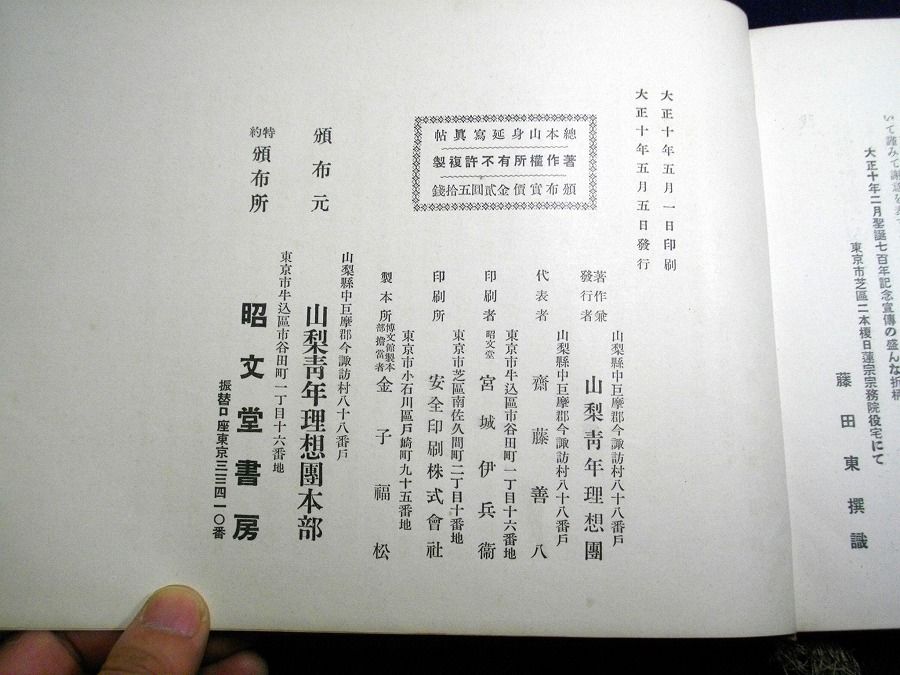 いて謹みて謝意を表
大正十年二月聖誕七百年記念宣傳の盛んな折柄
東京市芝區二本榎日蓮宗宗務院役宅にて
藤田東撰識
大正十年五月一日印刷
大正十年五月五日發行
總本山身延寫眞帖
著作權所有不許複製
頒布實價金貳圓五拾錢
山梨縣中巨摩郡今諏訪村八十八番戶
著作兼發行者 山梨靑年理想團
山梨縣中巨摩郡今諏訪村八十八番戶
代表者 齋藤善八
東京市牛込區市谷田町一丁目十六番地
印刷者 昭文堂 宮城伊兵衞
東京市芝區南佐久間町二丁目十番地
印刷所 安全印刷株式會社
東京市小石川區戶崎町九十五番地
製本所 博文館製本部擔當者 金子福松
山梨縣中巨摩郡今諏訪村八十八番戶
頒布元 山梨靑年理想團本部
東京市牛込區市谷田町一丁目十六番地
特約頒布所 昭文堂書房
振替口座東京三三四一〇番